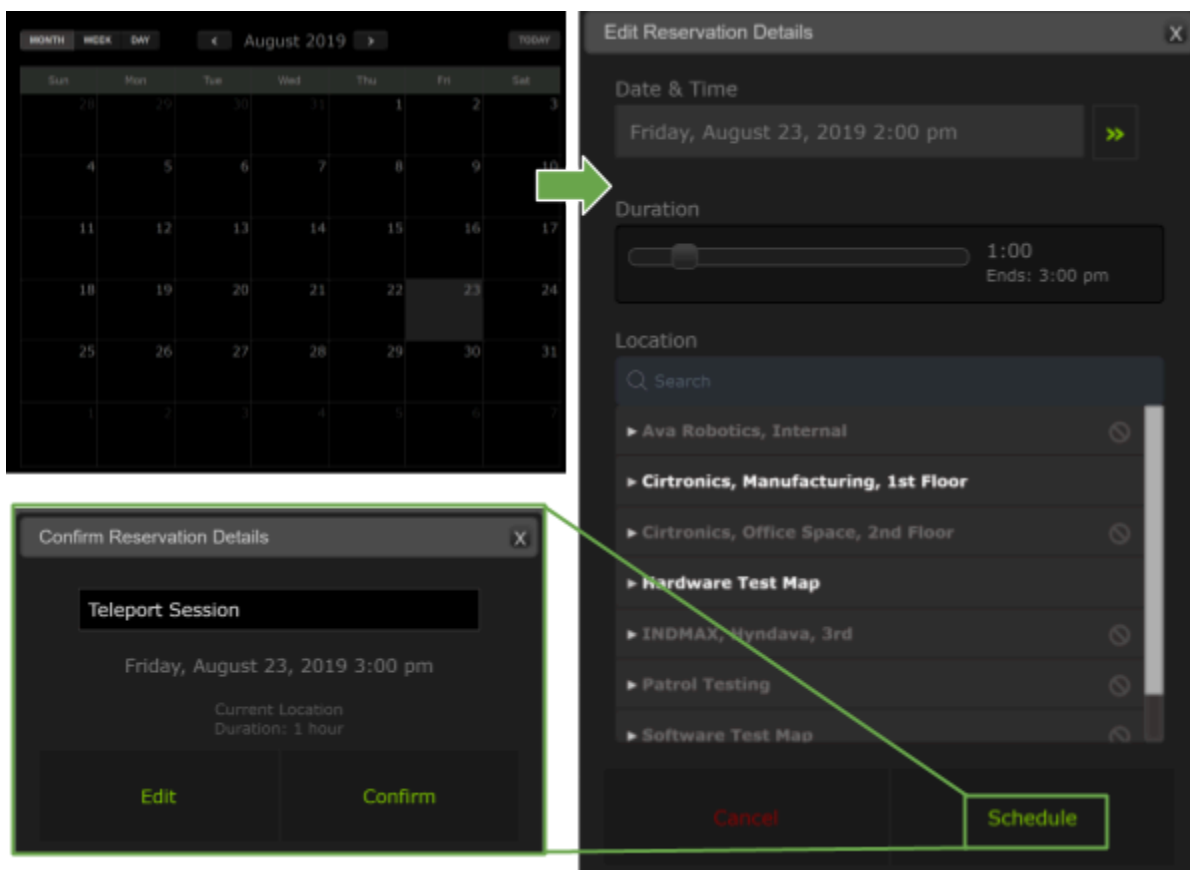 MONTH WEEK DAY ‹ August 2019 › TODAY
Sun Mon Tue Wed Thu Fri Sat
28 29 30 31 1 2 3
4 5 6 7 8 9 10
11 12 13 14 15 16 17
18 19 20 21 22 23 24
25 26 27 28 29 30 31
1 2 3 4 5 6 7
Edit Reservation Details X
Date & Time
Friday, August 23, 2019 2:00 pm »
Duration
1:00
Ends: 3:00 pm
Location
Search
Ava Robotics, Internal
Cirtronics, Manufacturing, 1st Floor
Cirtronics, Office Space, 2nd Floor
Hardware Test Map
INDMAX, Hyndava, 3rd
Patrol Testing
Software Test Map
Cancel Schedule
Confirm Reservation Details X
Teleport Session
Friday, August 23, 2019 3:00 pm
Current Location
Duration: 1 hour
Edit Confirm